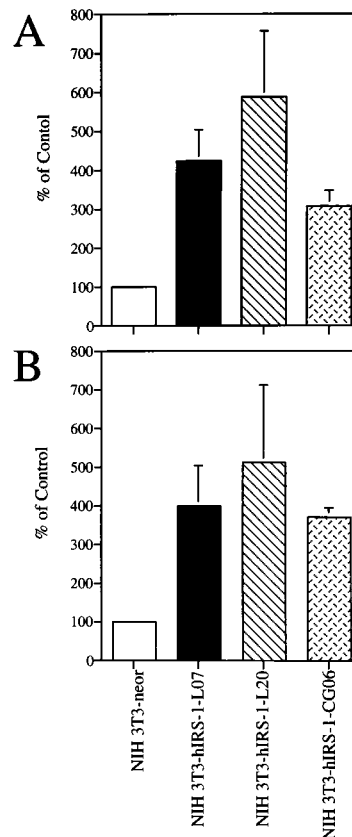 A
800
700
600
500
400
300
200
100
0
% of Contol
B
800
700
600
500
400
300
200
100
0
% of Control
NIH 3T3-neor
NIH 3T3-hIRS-1-L07
NIH 3T3-hIRS-1-L20
NIH 3T3-hIRS-1-CG06